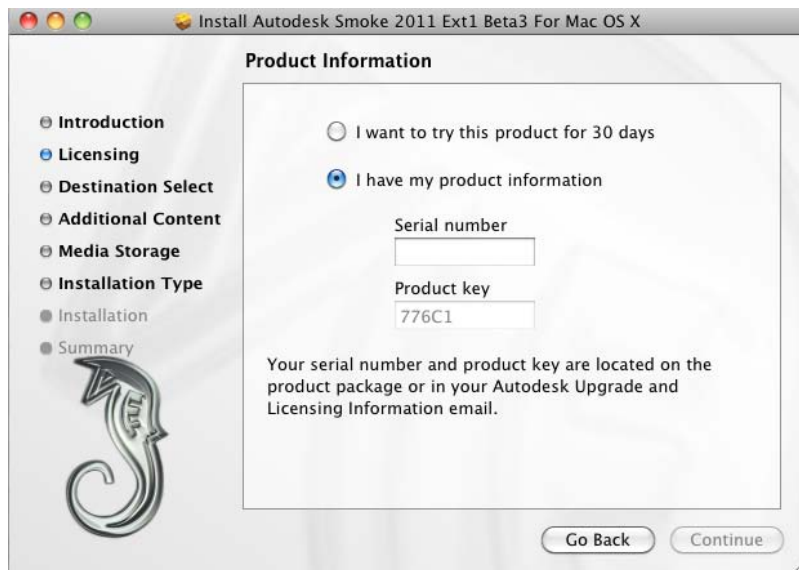 Install Autodesk Smoke 2011 Ext1 Beta3 For Mac OS X
Product Information
Introduction
Licensing
Destination Select
Additional Content
Media Storage
Installation Type
Installation
Summary
I want to try this product for 30 days
I have my product information
Serial number
Product key
776C1
Your serial number and product key are located on the
product package or in your Autodesk Upgrade and
Licensing Information email.
Go Back
Continue